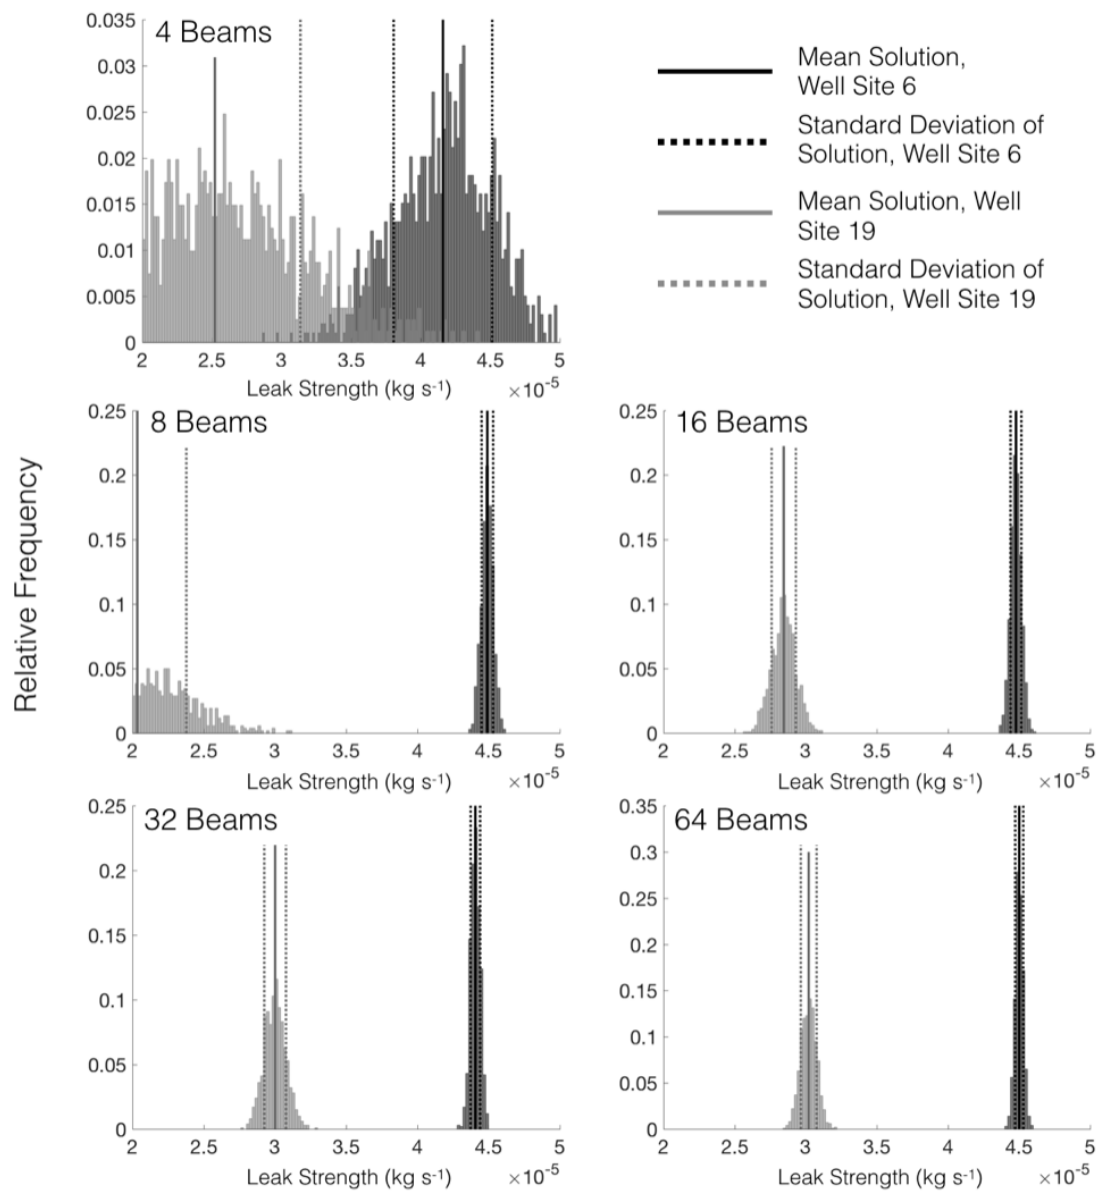 4 Beams
0.035
0.03
0.025
0.02
0.015
0.01
0.005
0
2 2.5 3 3.5 4 4.5 5
Leak Strength (kg s-1)
×10-5
Mean Solution,
Well Site 6
Standard Deviation of
Solution, Well Site 6
Mean Solution, Well
Site 19
Standard Deviation of
Solution, Well Site 19
Relative Frequency
8 Beams
0.25
0.2
0.15
0.1
0.05
0
2 2.5 3 3.5 4 4.5 5
Leak Strength (kg s-1)
×10-5
16 Beams
0.25
0.2
0.15
0.1
0.05
0
2 2.5 3 3.5 4 4.5 5
Leak Strength (kg s-1)
×10-5
32 Beams
0.25
0.2
0.15
0.1
0.05
0
2 2.5 3 3.5 4 4.5 5
Leak Strength (kg s-1)
×10-5
64 Beams
0.35
0.3
0.25
0.2
0.15
0.1
0.05
0
2 2.5 3 3.5 4 4.5 5
Leak Strength (kg s-1)
×10-5